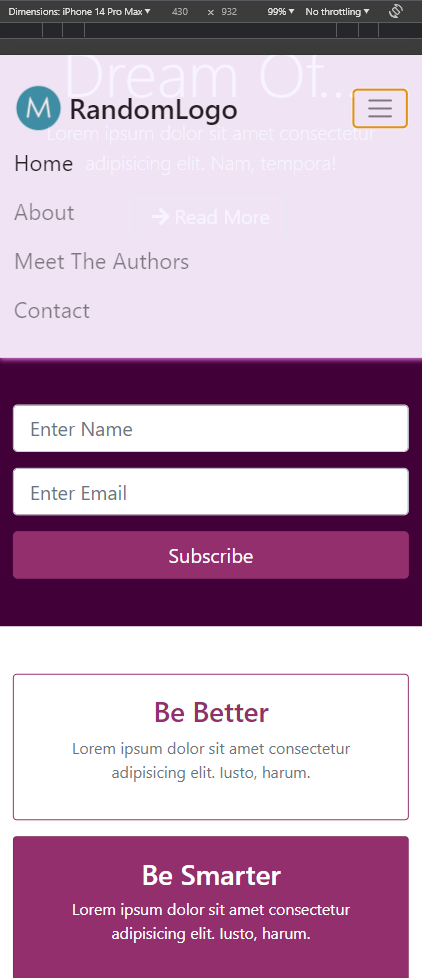 Dimensions: iPhone 14 Pro Max ▼ 430 × 932 99% ▼ No throttling ▼
Dream Of...
M RandomLogo
Lorem ipsum dolor sit amet consectetur
Home
adipisicing elit. Nam, tempora!
About
Read More
Meet The Authors
Contact
Enter Name
Enter Email
Subscribe
Be Better
Lorem ipsum dolor sit amet consectetur
adipisicing elit. Iusto, harum.
Be Smarter
Lorem ipsum dolor sit amet consectetur
adipisicing elit. Iusto, harum.